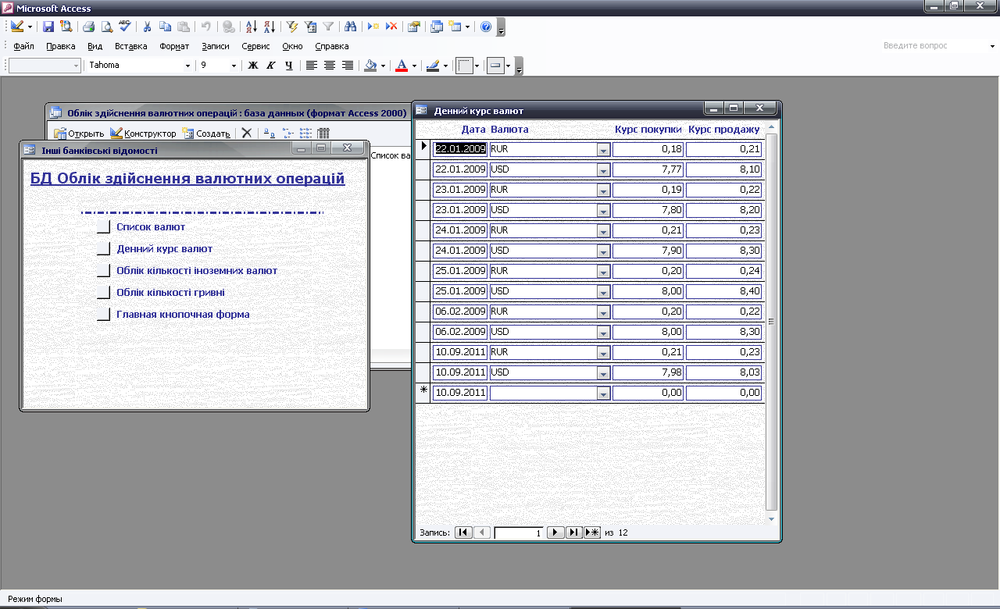 Microsoft Access
Файл Правка Вид Вставка Формат Записи Сервис Окно Справка
Введите вопрос
Tahoma 9 Ж К Ч
Облік здійснення валютних операцій : база данных (формат Access 2000)
Открыть Конструктор Создать
Список ва
Інші банківські відомості
БД Облік здійснення валютних операцій
Список валют
Денний курс валют
Облік кількості іноземних валют
Облік кількості гривні
Главная кнопочная форма
Денний курс валют
Дата Валюта Курс покупки Курс продажу
22.01.2009 RUR 0,18 0,21
22.01.2009 USD 7,77 8,10
23.01.2009 RUR 0,19 0,22
23.01.2009 USD 7,80 8,20
24.01.2009 RUR 0,21 0,23
24.01.2009 USD 7,90 8,30
25.01.2009 RUR 0,20 0,24
25.01.2009 USD 8,00 8,40
06.02.2009 RUR 0,20 0,22
06.02.2009 USD 8,00 8,30
10.09.2011 RUR 0,21 0,23
10.09.2011 USD 7,98 8,03
10.09.2011 0,00 0,00
Запись: 1 из 12
Режим формы